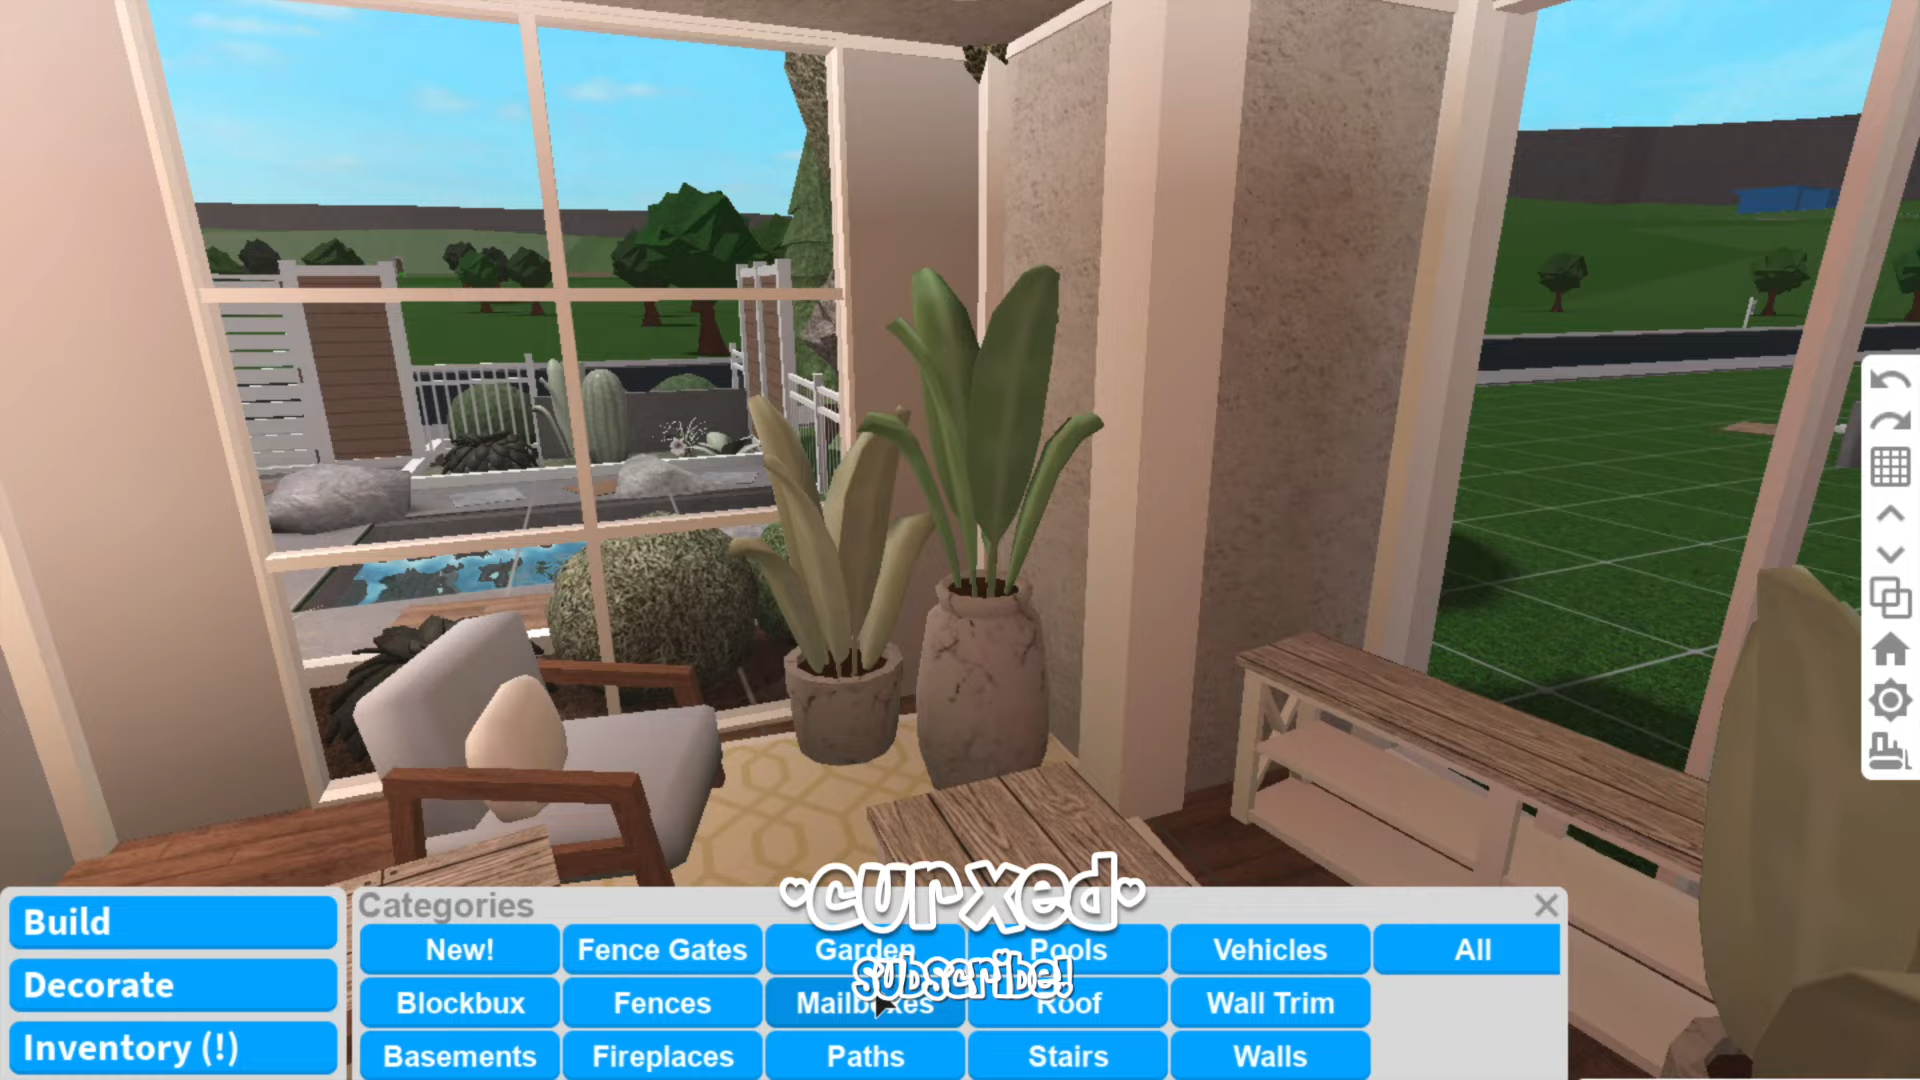 Categories
curxed
New!
Fence Gates
Garden
Pools
Vehicles
All
subscribe!
Blockbux
Fences
Mailboxes
Roof
Wall Trim
Basements
Fireplaces
Paths
Stairs
Walls
Build
Decorate
Inventory (!)